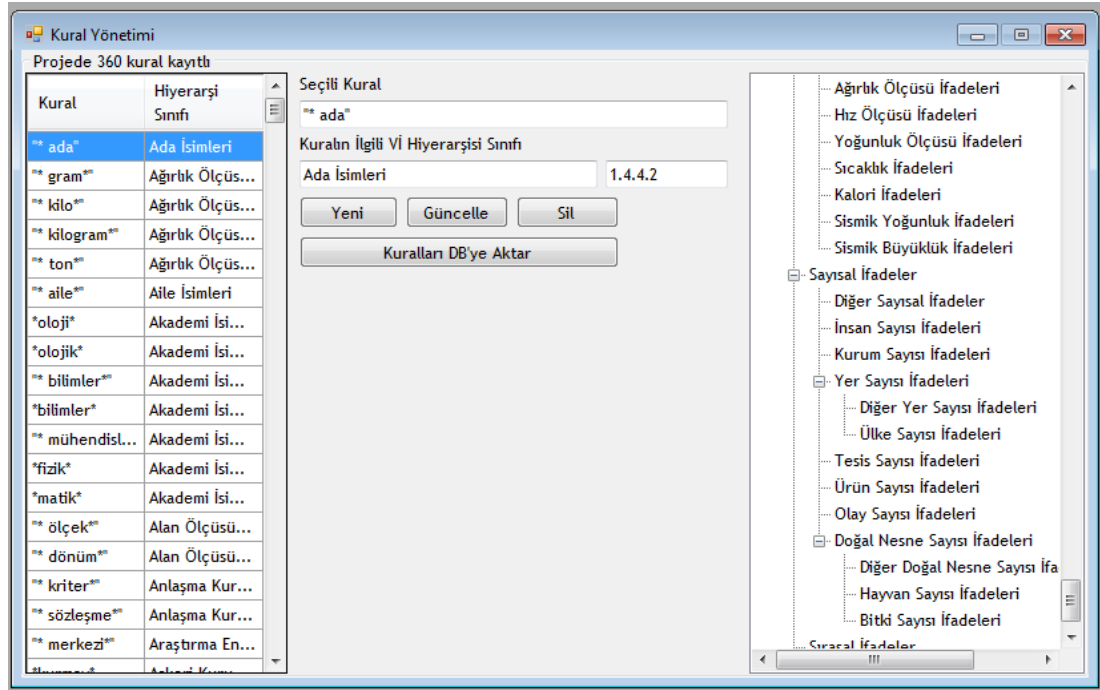 Kural Yönetimi
Projede 360 kural kayıtlı
Kural Hiyerarşi Sınıfı
"* ada" Ada İsimleri
"* gram*" Ağırlık Ölçüs...
"* kilo*" Ağırlık Ölçüs...
"* kilogram*" Ağırlık Ölçüs...
"* ton*" Ağırlık Ölçüs...
"* aile*" Aile İsimleri
*oloji* Akademi İsi...
*olojik* Akademi İsi...
"* bilimler*" Akademi İsi...
*bilimler* Akademi İsi...
"* mühendisl... Akademi İsi...
*fizik* Akademi İsi...
*matik* Akademi İsi...
"* ölçek*" Alan Ölçüsü...
"* dönüm*" Alan Ölçüsü...
"* kriter*" Anlaşma Kur...
"* sözleşme*" Anlaşma Kur...
"* merkezi*" Araştırma En...
Seçili Kural
"* ada"
Kuralın İlgili Vİ Hiyerarşisi Sınıfı
Ada İsimleri 1.4.4.2
Yeni Güncelle Sil
Kuralları DB'ye Aktar
Ağırlık Ölçüsü İfadeleri
Hız Ölçüsü İfadeleri
Yoğunluk Ölçüsü İfadeleri
Sıcaklık İfadeleri
Kalori İfadeleri
Sismik Yoğunluk İfadeleri
Sismik Büyüklük İfadeleri
Sayısal İfadeler
Diğer Sayısal İfadeler
İnsan Sayısı İfadeleri
Kurum Sayısı İfadeleri
Yer Sayısı İfadeleri
Diğer Yer Sayısı İfadeleri
Ülke Sayısı İfadeleri
Tesis Sayısı İfadeleri
Ürün Sayısı İfadeleri
Olay Sayısı İfadeleri
Doğal Nesne Sayısı İfadeleri
Diğer Doğal Nesne Sayısı İfa
Hayvan Sayısı İfadeleri
Bitki Sayısı İfadeleri
Sırasal İfadeler